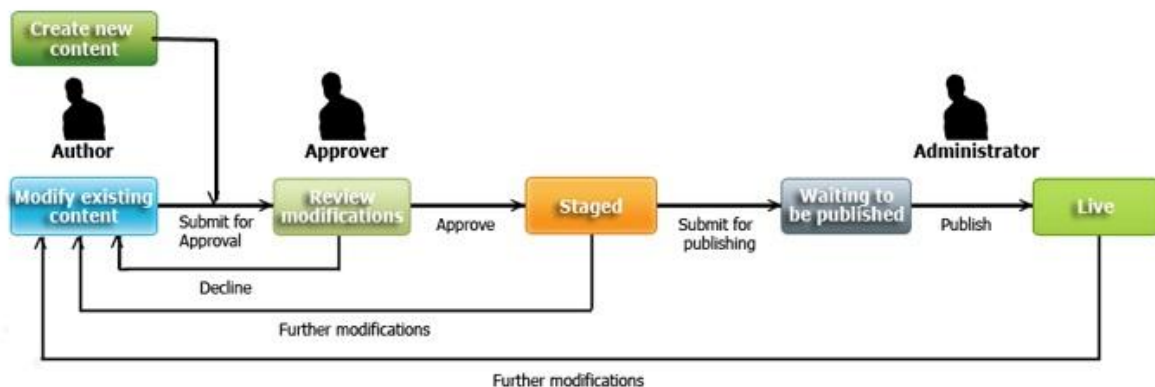 Create new
content
Author
Approver
Administrator
Modify existing
content
Submit for
Approval
Review
modifications
Approve
Staged
Submit for
publishing
Waiting to
be published
Publish
Live
Decline
Further modifications
Further modifications